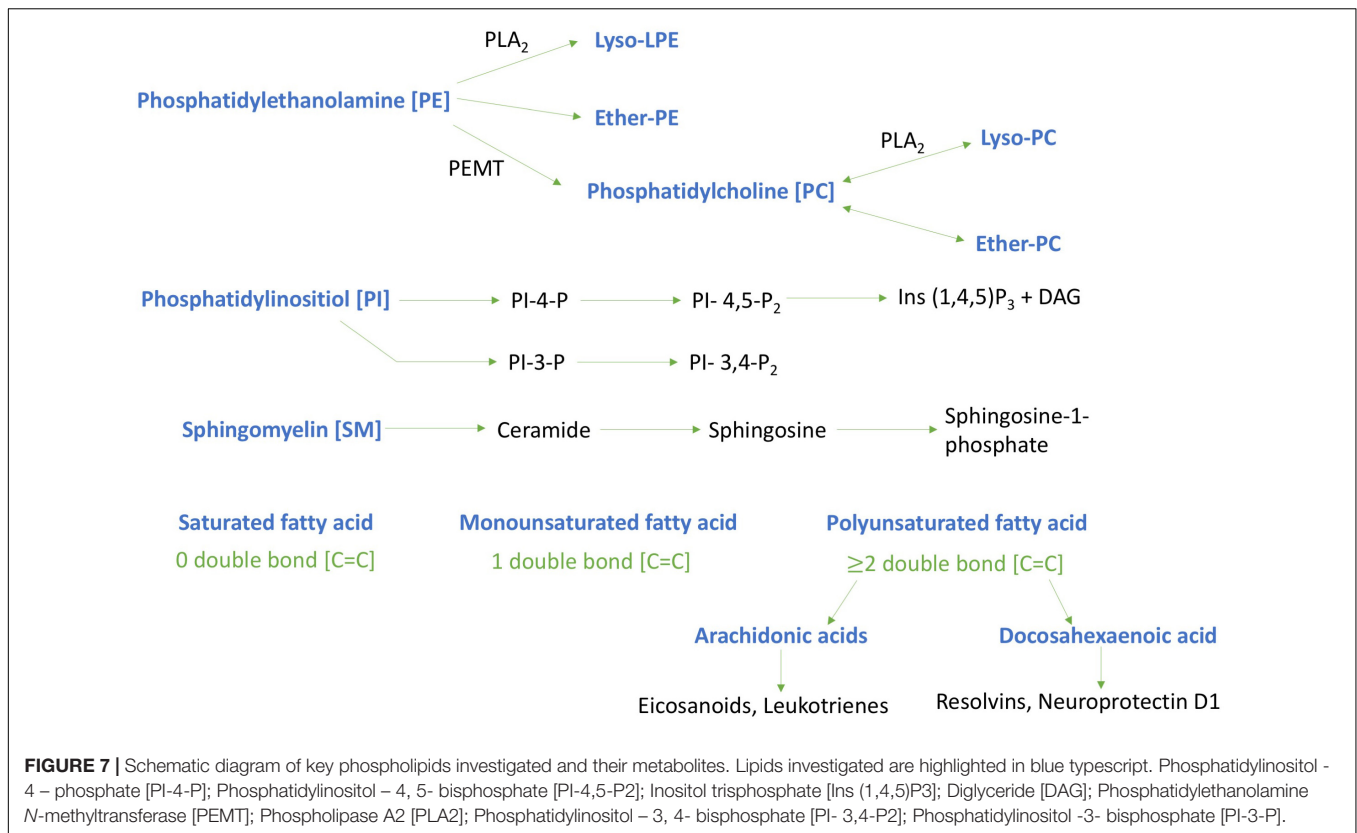 PLA2
Lyso-LPE
Phosphatidylethanolamine [PE]
Ether-PE
PLA2
Lyso-PC
PEMT
Phosphatidylcholine [PC]
Ether-PC
Phosphatidylinositiol [PI]
PI-4-P
PI- 4,5-P2
Ins (1,4,5)P3 + DAG
PI-3-P
PI- 3,4-P2
Sphingomyelin [SM]
Ceramide
Sphingosine
Sphingosine-1-
phosphate
Saturated fatty acid
Monounsaturated fatty acid
Polyunsaturated fatty acid
0 double bond [C=C]
1 double bond [C=C]
≥2 double bond [C=C]
Arachidonic acids
Docosahexaenoic acid
Eicosanoids, Leukotrienes
Resolvins, Neuroprotectin D1
FIGURE 7 | Schematic diagram of key phospholipids investigated and their metabolites. Lipids investigated are highlighted in blue typescript. Phosphatidylinositol -
4 – phosphate [PI-4-P]; Phosphatidylinositol – 4, 5- bisphosphate [PI-4,5-P2]; Inositol trisphosphate [Ins (1,4,5)P3]; Diglyceride [DAG]; Phosphatidylethanolamine
N-methyltransferase [PEMT]; Phospholipase A2 [PLA2]; Phosphatidylinositol – 3, 4- bisphosphate [PI- 3,4-P2]; Phosphatidylinositol -3- bisphosphate [PI-3-P].